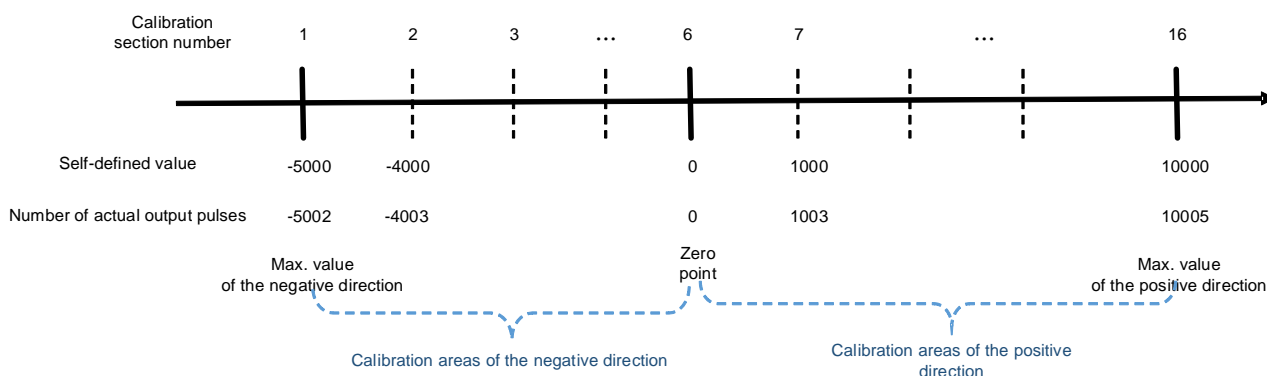 Calibration
section number
1 2 3 ... 6 7 ... 16
Self-defined value -5000 -4000 0 1000 10000
Number of actual output pulses -5002 -4003 0 1003 10005
Max. value
of the negative direction
Zero
point
Max. value
of the positive direction
Calibration areas of the negative direction
Calibration areas of the positive
direction